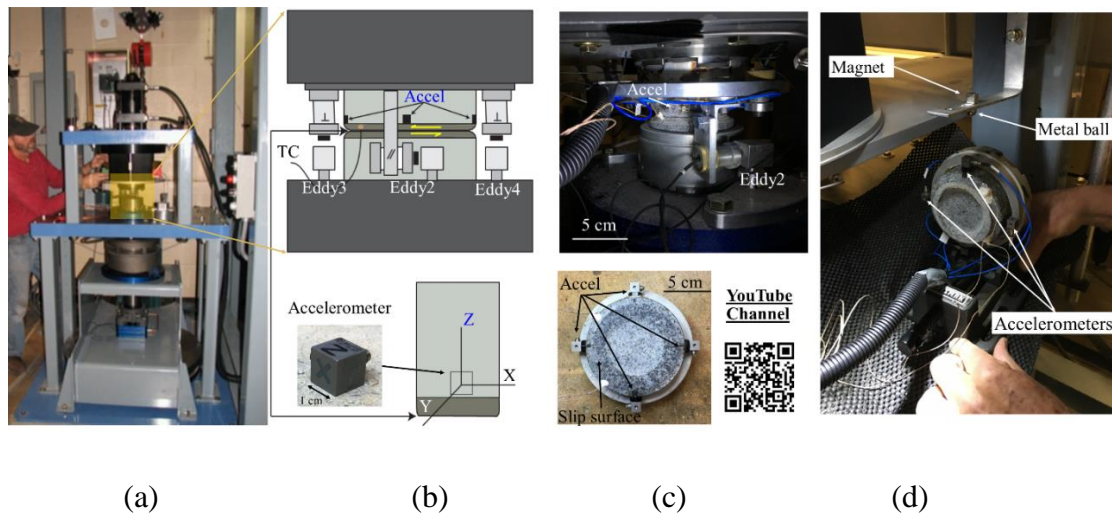 Accel
TC
Eddy3
Eddy2
Eddy4
Accelerometer
Z
X
Y
N
X
1 cm
Accel
Eddy2
5 cm
Accel
5 cm
Slip surface
YouTube
Channel
Magnet
Metal ball
Accelerometers
(a)
(b)
(c)
(d)